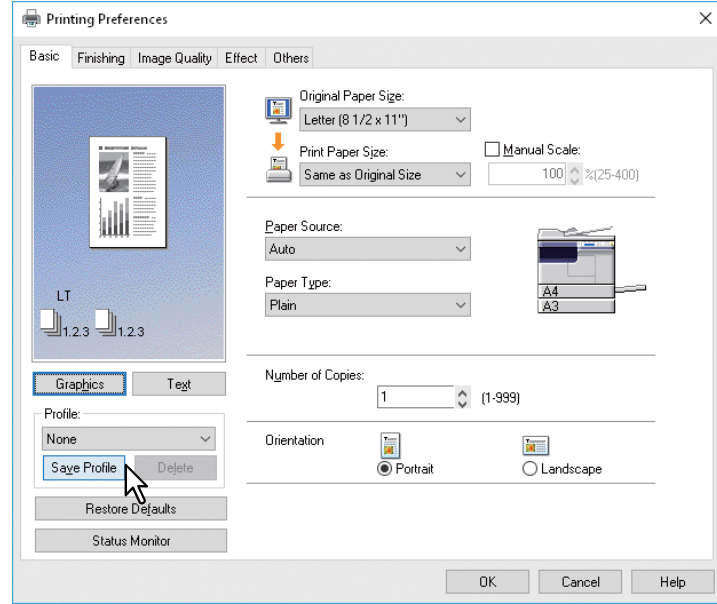 Printing Preferences
Basic Finishing Image Quality Effect Others
Original Paper Size:
Letter (8 1/2 x 11")
Print Paper Size:
Same as Original Size
Manual Scale:
100 %(25-400)
LT
1.2.3 1.2.3
Graphics Text
Profile:
None
Save Profile Delete
Restore Defaults
Status Monitor
Paper Source:
Auto
Paper Type:
Plain
A4
A3
Number of Copies:
1 (1-999)
Orientation
Portrait Landscape
OK Cancel Help